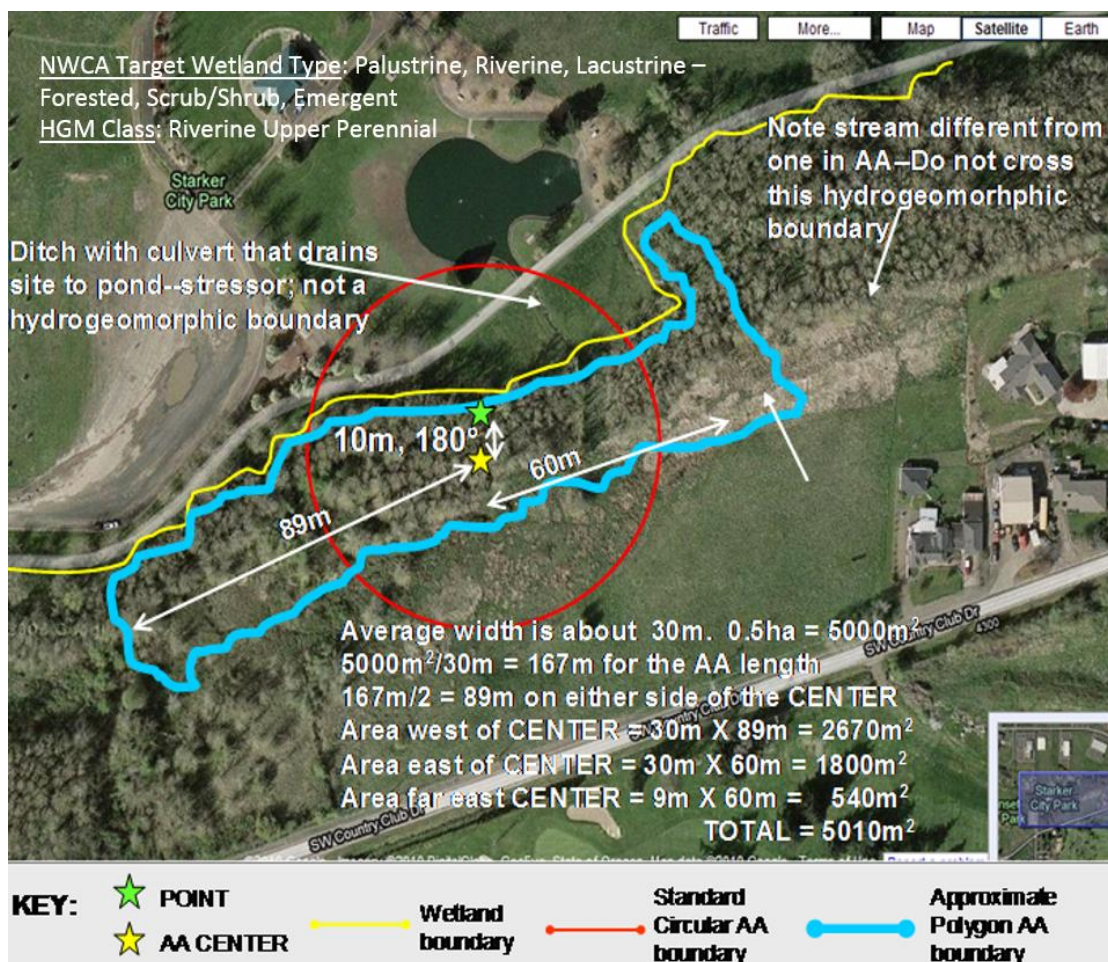 Traffic
More...
Map
Satellite
Earth
NWCA Target Wetland Type: Palustrine, Riverine, Lacustrine –
Forested, Scrub/Shrub, Emergent
HGM Class: Riverine Upper Perennial
Note stream different from
one in AA–Do not cross
this hydrogeomorhphic
boundary
Starker
City Park
Ditch with culvert that drains
site to pond--stressor; not a
hydrogeomorphic boundary
10m, 180°
60m
89m
Average width is about 30m. 0.5ha = 5000m²
5000m²/30m = 167m for the AA length
167m/2 = 89m on either side of the CENTER
Area west of CENTER = 30m X 89m = 2670m²
Area east of CENTER = 30m X 60m = 1800m²
Area far east CENTER = 9m X 60m = 540m²
TOTAL = 5010m²
SW Country Club Dr
4300
SW Country Club Dr
SW Country Club Dr
Starker
City Park
Park
KEY:
POINT
AA CENTER
Wetland
boundary
Standard
Circular AA
boundary
Approximate
Polygon AA
boundary